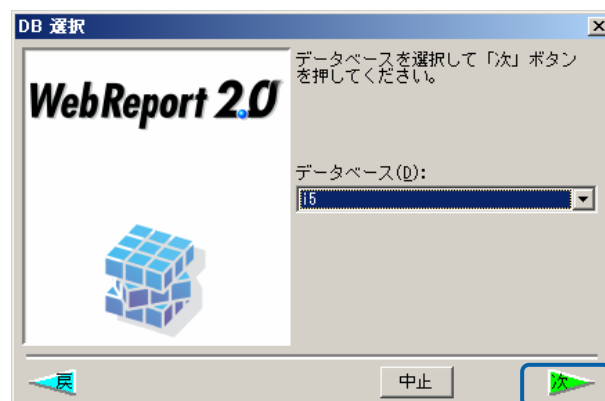 DB 選択
データベースを選択して「次」ボタン
を押してください。
WebReport 2.0
データベース(D):
i5
戻
中止
次